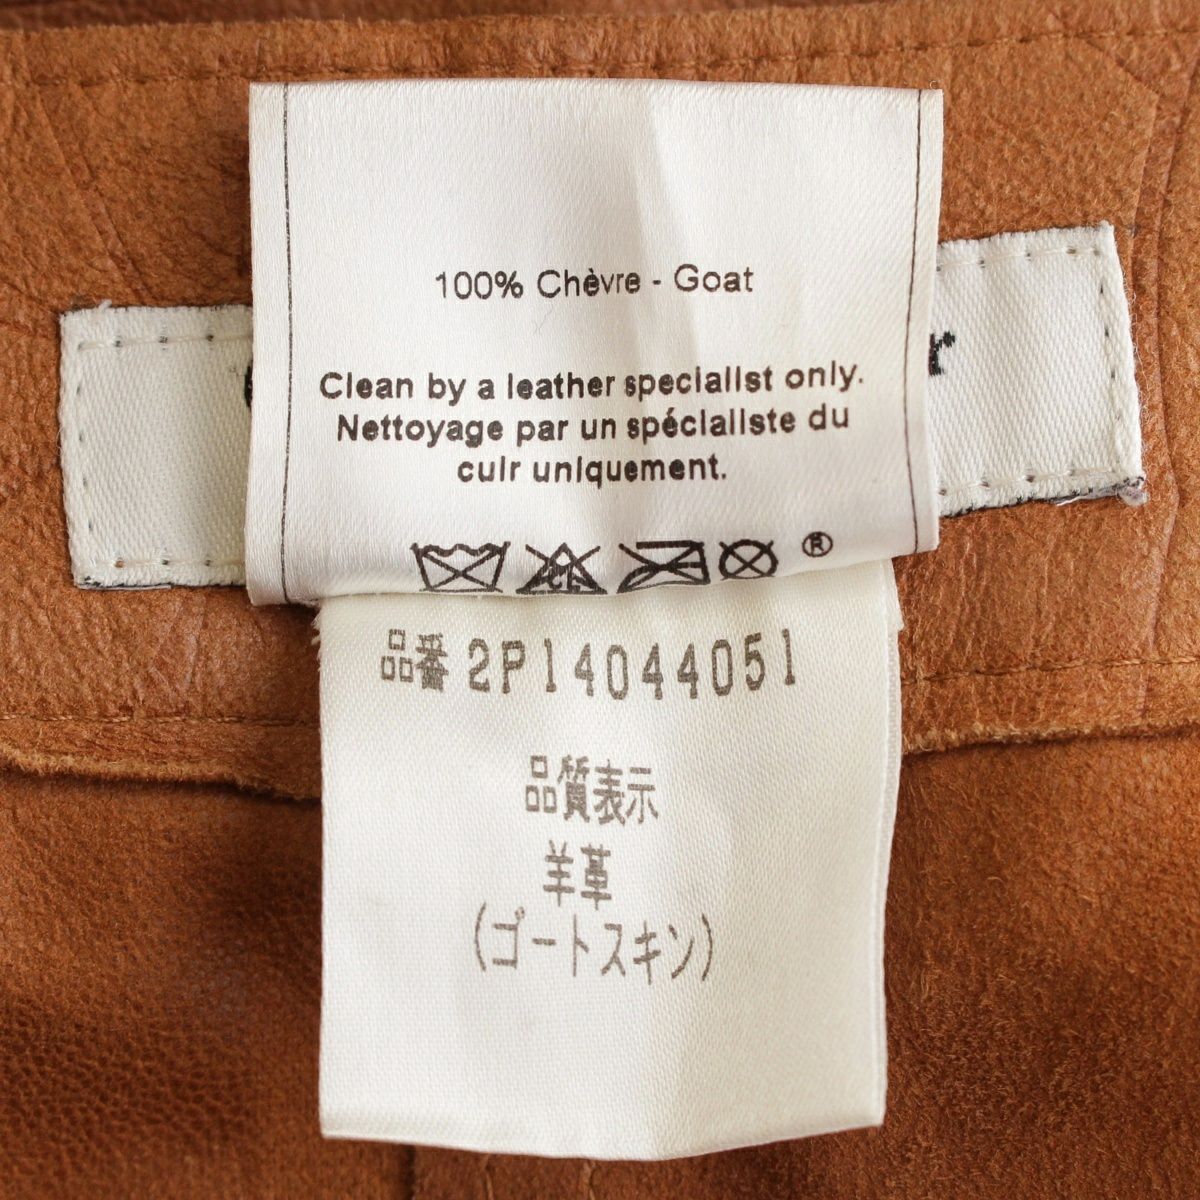 100% Chèvre - Goat
Clean by a leather specialist only.
Nettoyage par un spécialiste du
cuir uniquement.
CL
®
品番 2P14044051
品質表示
羊革
(ゴートスキン)